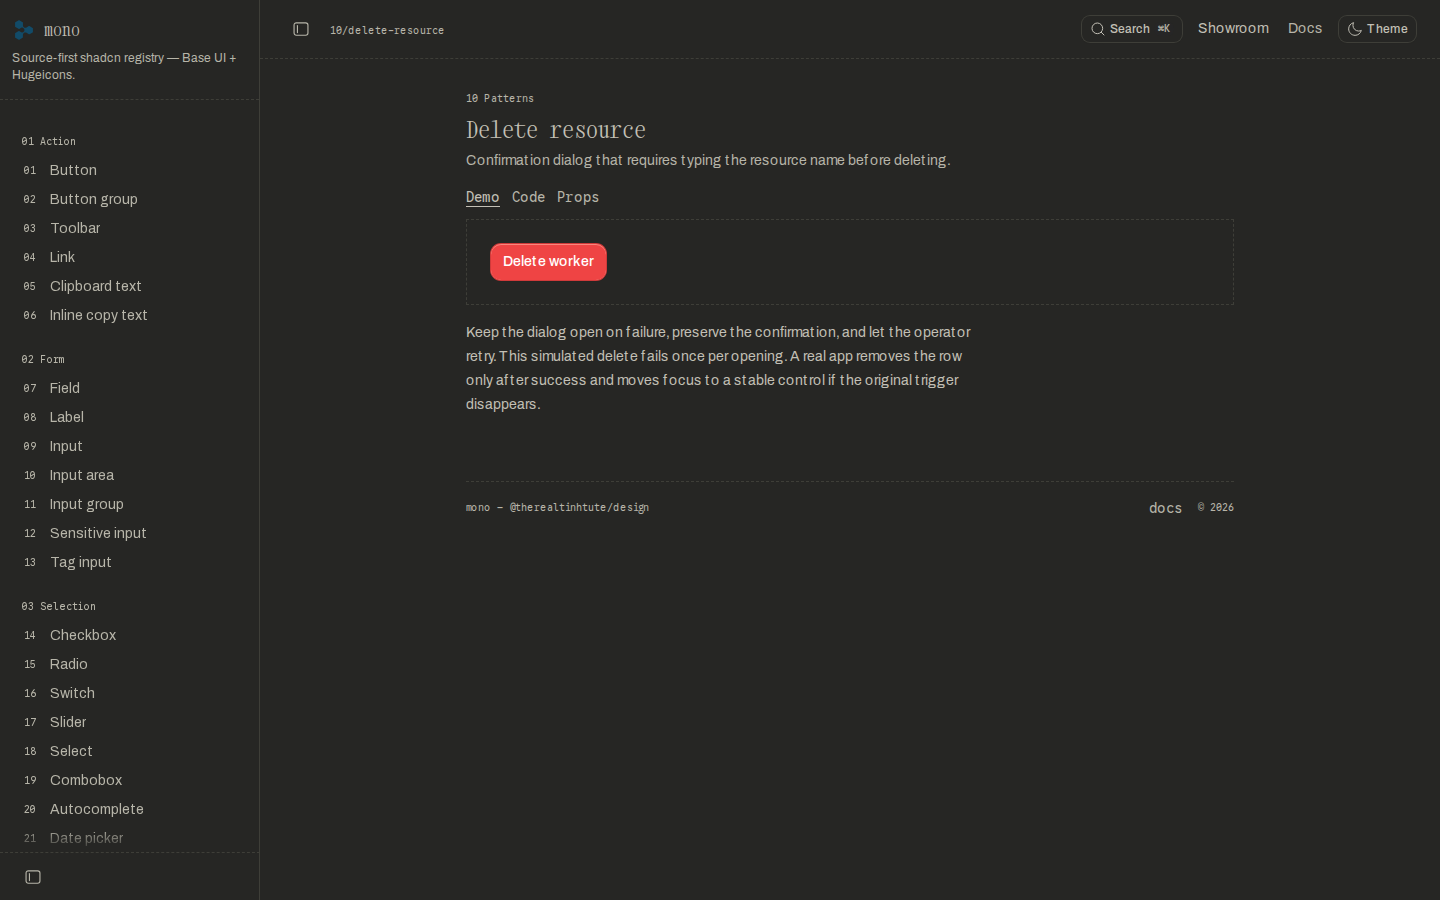 mono
Source-first shadcn registry — Base UI +
Hugeicons.
01 Action
01 Button
02 Button group
03 Toolbar
04 Link
05 Clipboard text
06 Inline copy text
02 Form
07 Field
08 Label
09 Input
10 Input area
11 Input group
12 Sensitive input
13 Tag input
03 Selection
14 Checkbox
15 Radio
16 Switch
17 Slider
18 Select
19 Combobox
20 Autocomplete
21 Date picker
10/delete-resource
Search ⌘K
Showroom
Docs
Theme
10 Patterns
Delete resource
Confirmation dialog that requires typing the resource name before deleting.
Demo Code Props
Delete worker
Keep the dialog open on failure, preserve the confirmation, and let the operator
retry. This simulated delete fails once per opening. A real app removes the row
only after success and moves focus to a stable control if the original trigger
disappears.
mono — @therealtinhtute/design
docs © 2026